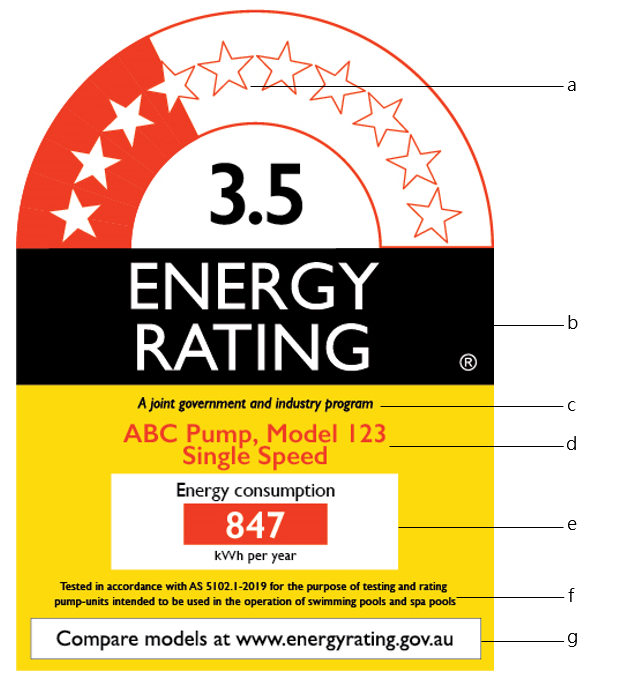 a
3.5
ENERGY
RATING
®
b
A joint government and industry program
c
ABC Pump, Model 123
Single Speed
d
Energy consumption
847
kWh per year
e
Tested in accordance with AS 5102.1-2019 for the purpose of testing and rating
pump-units intended to be used in the operation of swimming pools and spa pools
f
Compare models at www.energyrating.gov.au
g